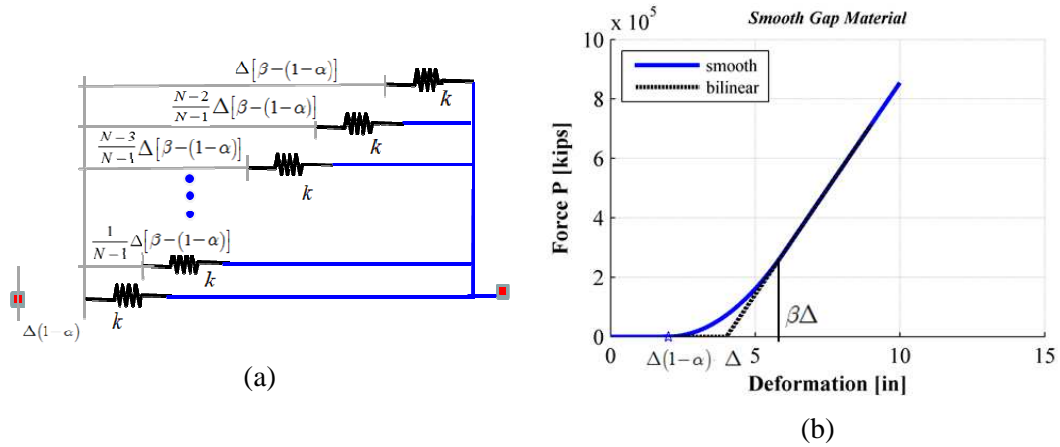 Δ[β−(1−α)]
k
N−2/N−1 Δ[β−(1−α)]
k
N−3/N−1 Δ[β−(1−α)]
k
1/N−1 Δ[β−(1−α)]
k
Δ(1−α)
k
(a)
x 10^5
Smooth Gap Material
smooth
bilinear
Force P [kips]
10
8
6
4
2
0
βΔ
Δ(1−α)
Δ
0
5
10
15
Deformation [in]
(b)